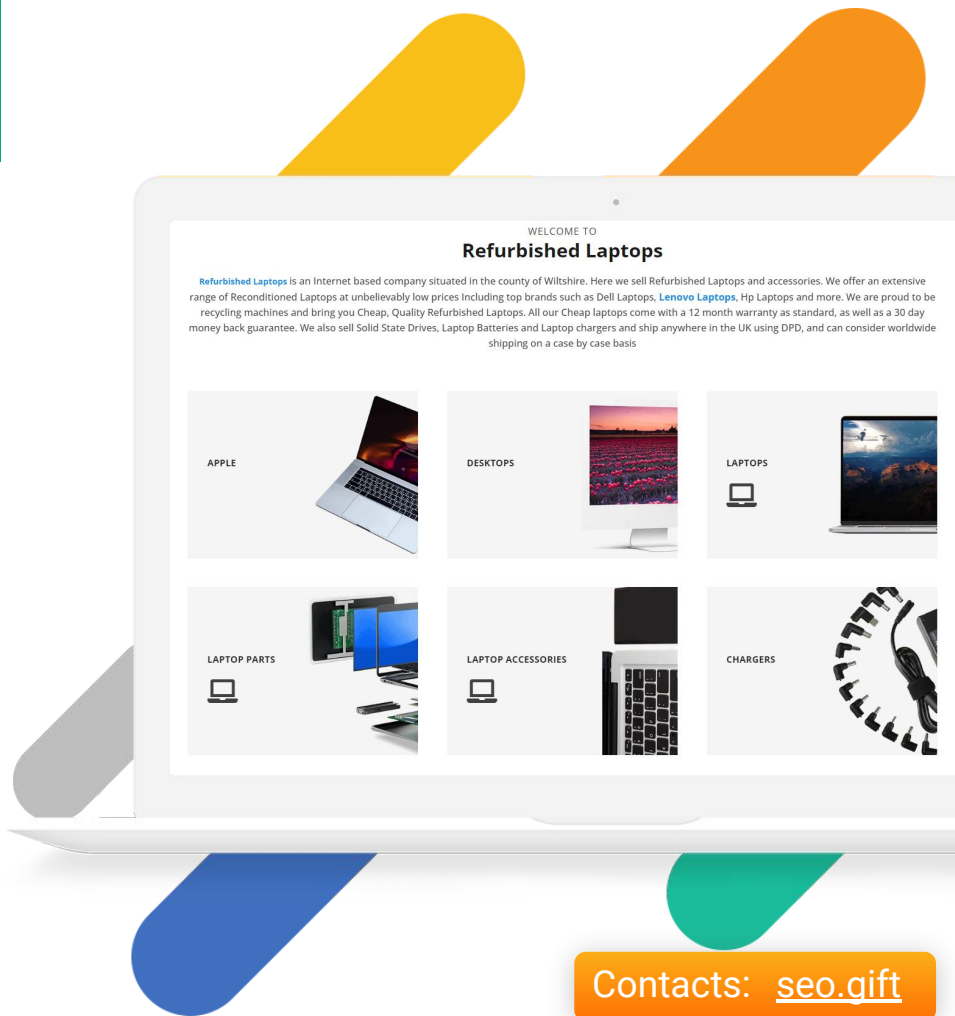 WELCOME TO
Refurbished Laptops
Refurbished Laptops is an Internet based company situated in the county of Wiltshire. Here we sell Refurbished Laptops and accessories. We offer an extensive
range of Reconditioned Laptops at unbelievably low prices Including top brands such as Dell Laptops, Lenovo Laptops, Hp Laptops and more. We are proud to be
recycling machines and bring you Cheap, Quality Refurbished Laptops. All our Cheap laptops come with a 12 month warranty as standard, as well as a 30 day
money back guarantee. We also sell Solid State Drives, Laptop Batteries and Laptop chargers and ship anywhere in the UK using DPD, and can consider worldwide
shipping on a case by case basis
APPLE
DESKTOPS
LAPTOPS
LAPTOP PARTS
LAPTOP ACCESSORIES
CHARGERS
Contacts: seo.gift